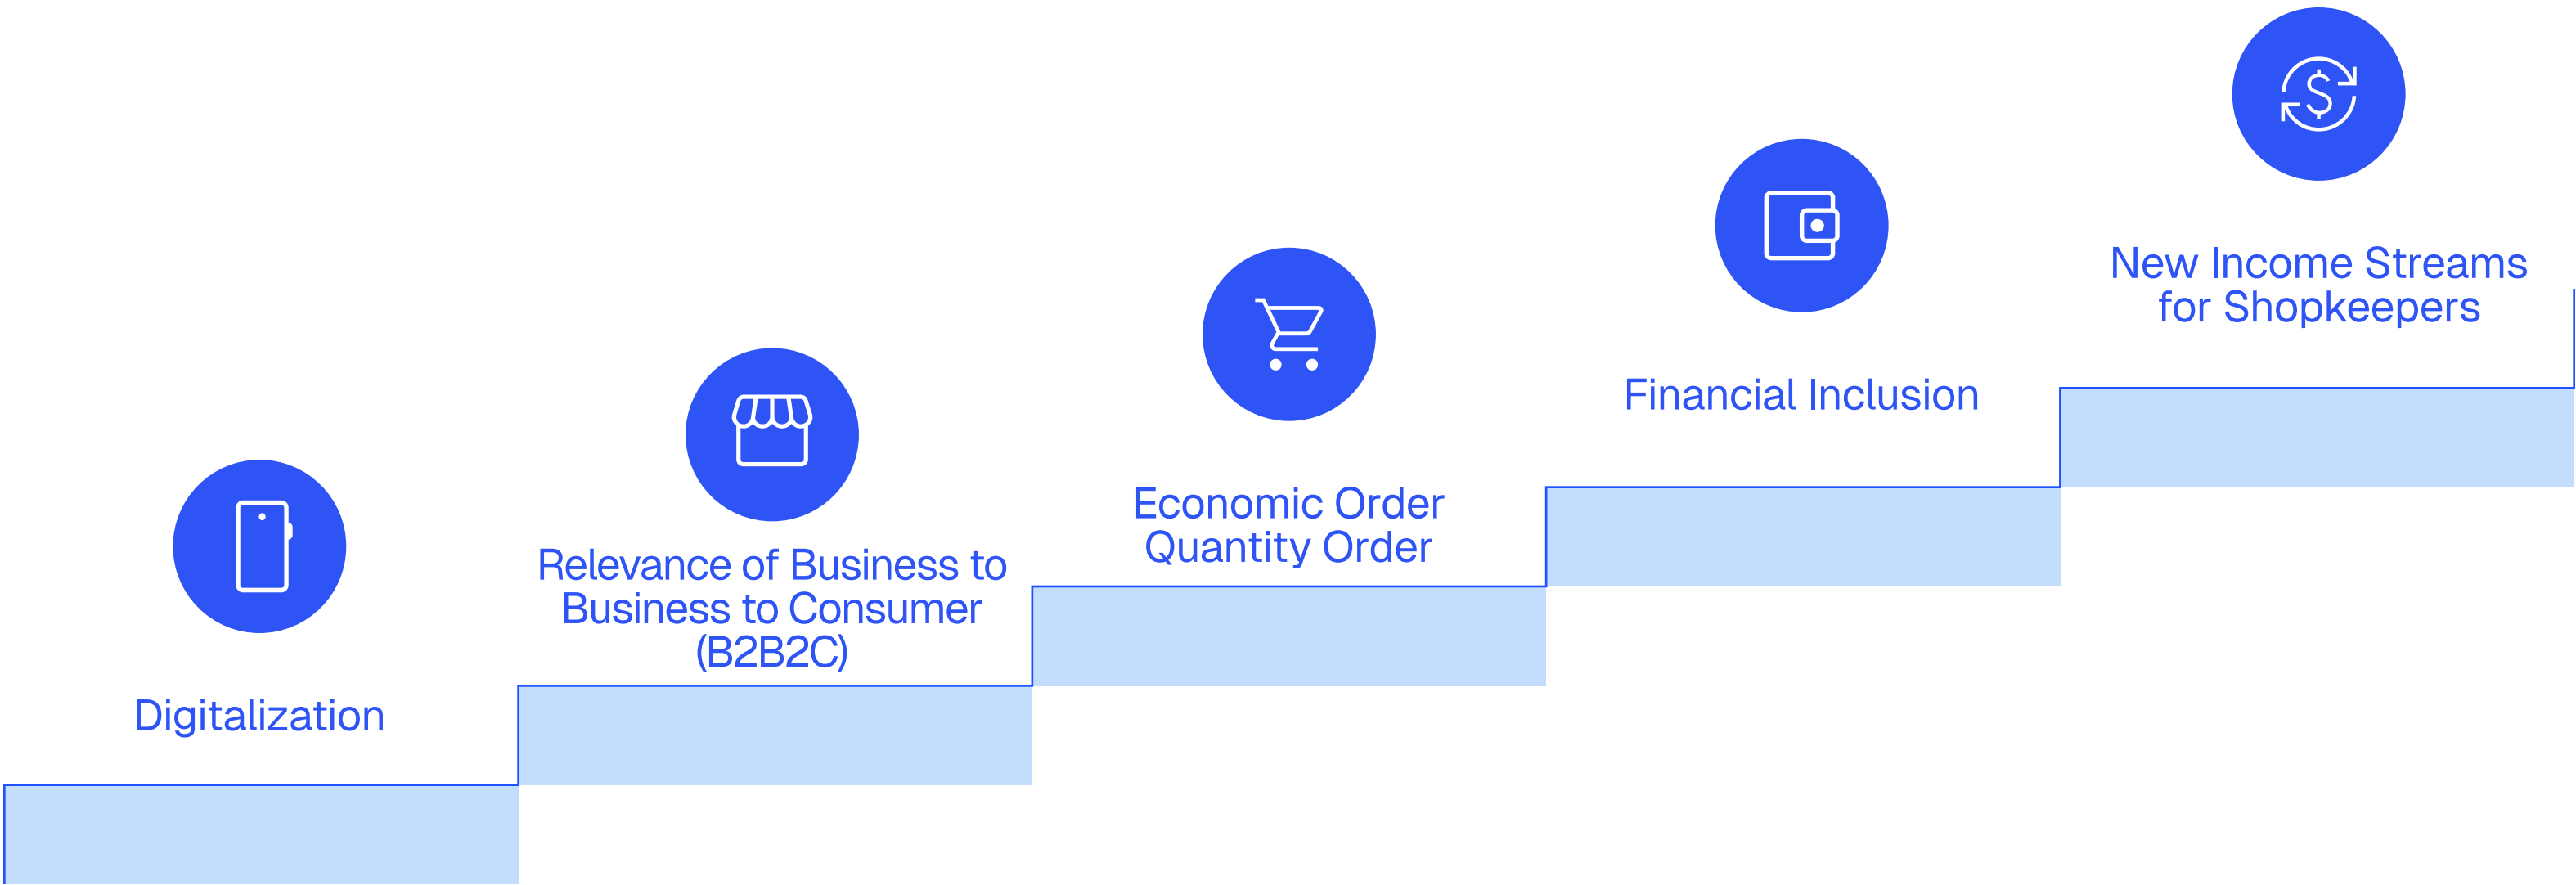 Digitalization
Relevance of Business to
Business to Consumer
(B2B2C)
Economic Order
Quantity Order
Financial Inclusion
New Income Streams
for Shopkeepers